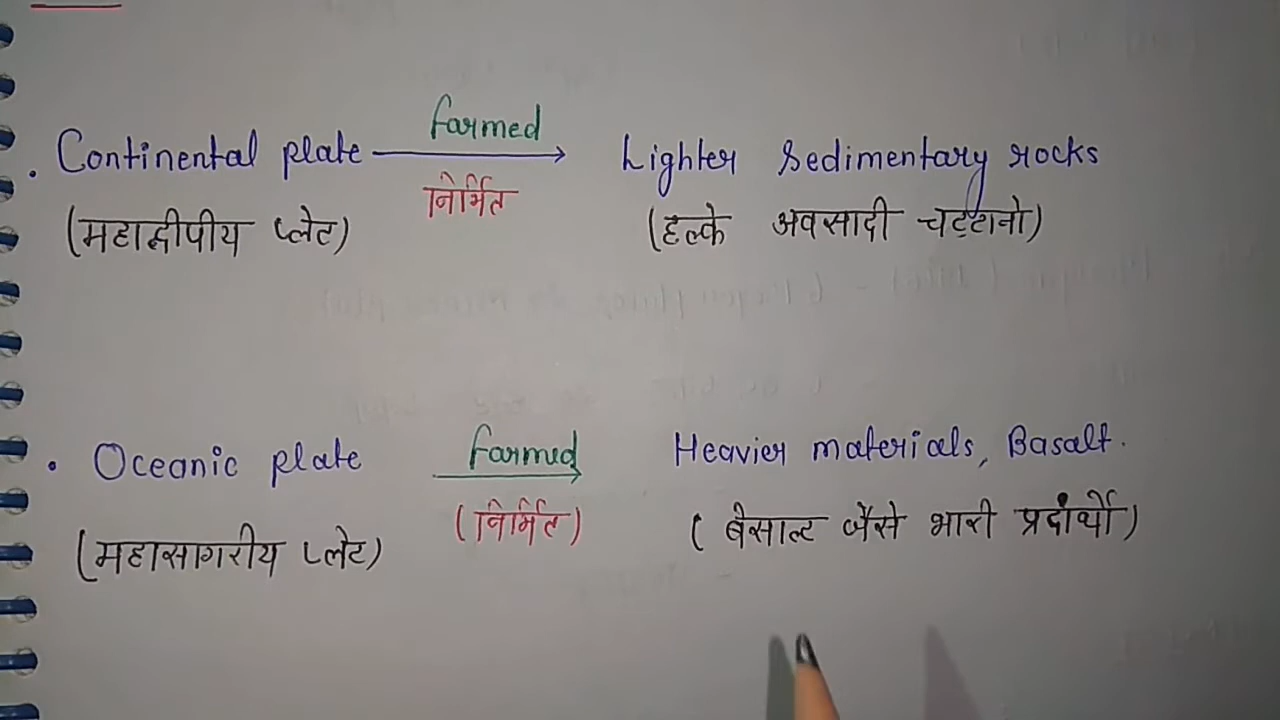 farmed
. Continental plate → Lighter sedimentary rocks
निर्मित
(महाद्वीपीय प्लेट) (हल्के अवसादी चट्टानो)
farmed
• Oceanic plate → Heavier materials, Basalt.
(निर्मित)
(महासागरीय प्लेट) (बेसाल्ट जैसे भारी प्रदार्थो)